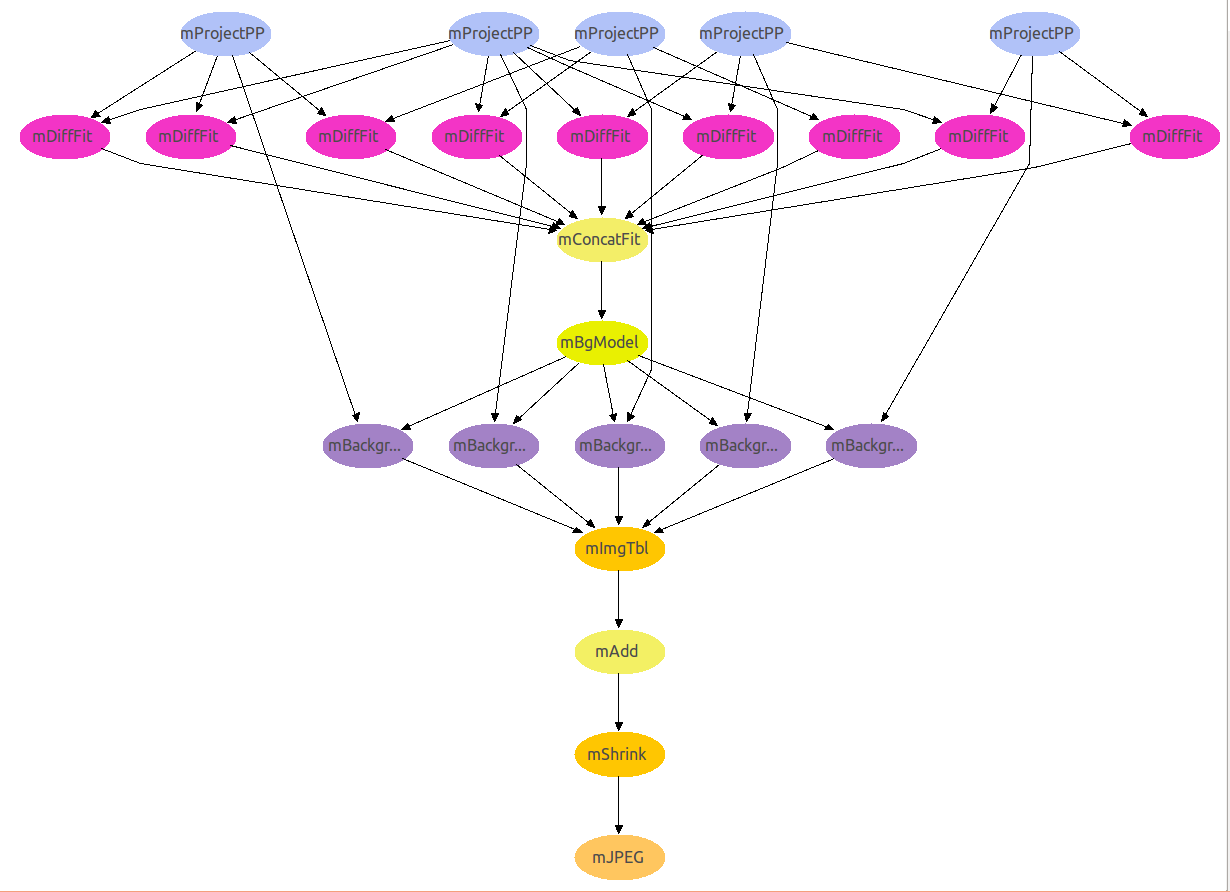 mProjectPP mProjectPP mProjectPP mProjectPP mProjectPP
mDiffFit mDiffFit mDiffFit mDiffFit mDiffFit mDiffFit mDiffFit mDiffFit mDiffFit
mConcatFit
mBgModel
mBackgr... mBackgr... mBackgr... mBackgr... mBackgr...
mImgTbl
mAdd
mShrink
mJPEG